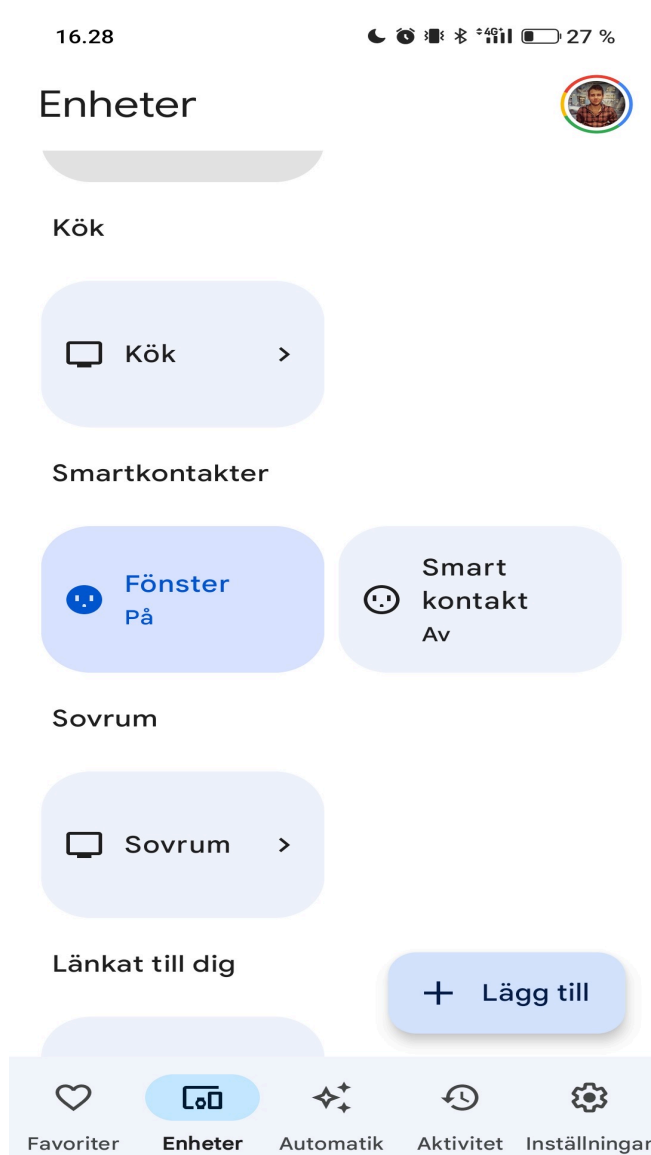 16.28
4G+ 27 %
Enheter
Kök
Kök
Smartkontakter
Fönster
På
Smart
kontakt
Av
Sovrum
Sovrum
Länkat till dig
+ Lägg till
Favoriter Enheter Automatik Aktivitet Inställningar